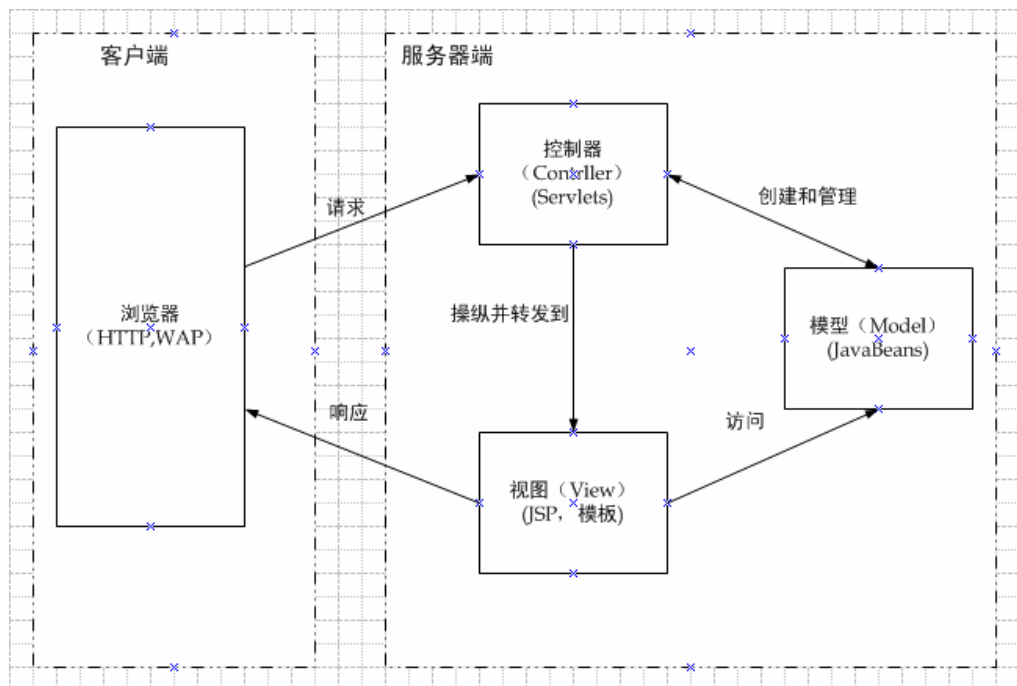 客户端
服务器端
控制器
（Contrller）
(Servlets)
请求
创建和管理
浏览器
（HTTP,WAP）
操纵并转发到
模型（Model）
(JavaBeans)
响应
访问
视图（View）
(JSP，模板)